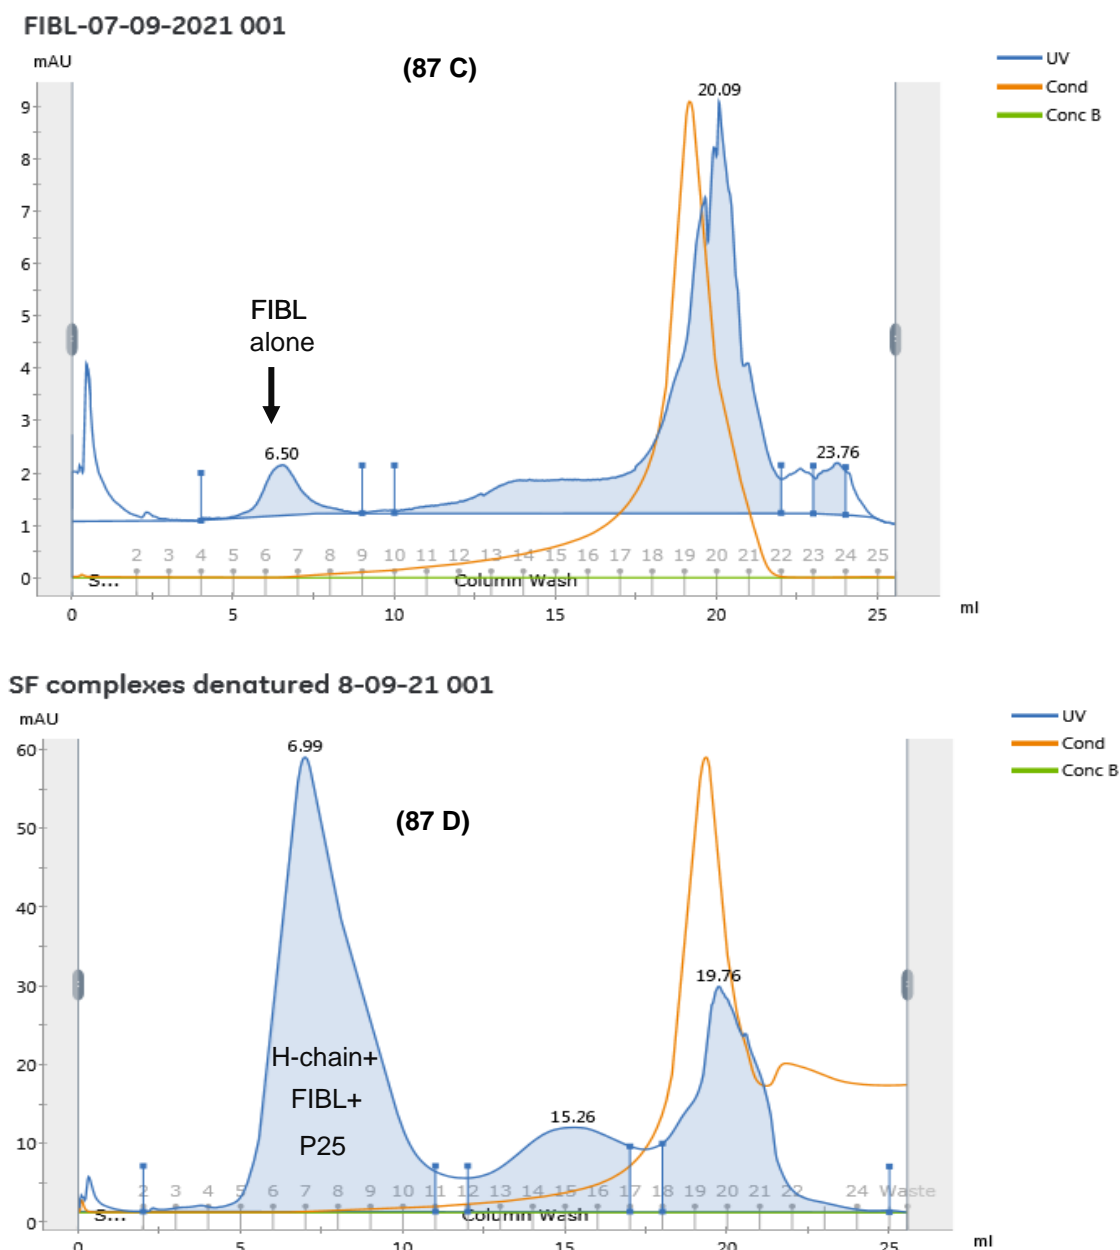 FIBL-07-09-2021 001
mAU
(87 C)
UV
Cond
Conc B
20.09
9
8
7
6
5
4
3
2
1
0
FIBL
alone
6.50
23.76
2 3 4 5 6 7 8 9 10 11 12 13 14 15 16 17 18 19 20 21 22 23 24 25
S... Column Wash
0 5 10 15 20 25 ml
SF complexes denatured 8-09-21 001
mAU
UV
Cond
Conc B
6.99
(87 D)
60
50
40
30
20
10
0
19.76
H-chain+
FIBL+
P25
15.26
2 3 4 5 6 7 8 9 10 11 12 13 14 15 16 17 18 19 20 21 22 24 Waste
S... Column Wash
0 5 10 15 20 25 ml